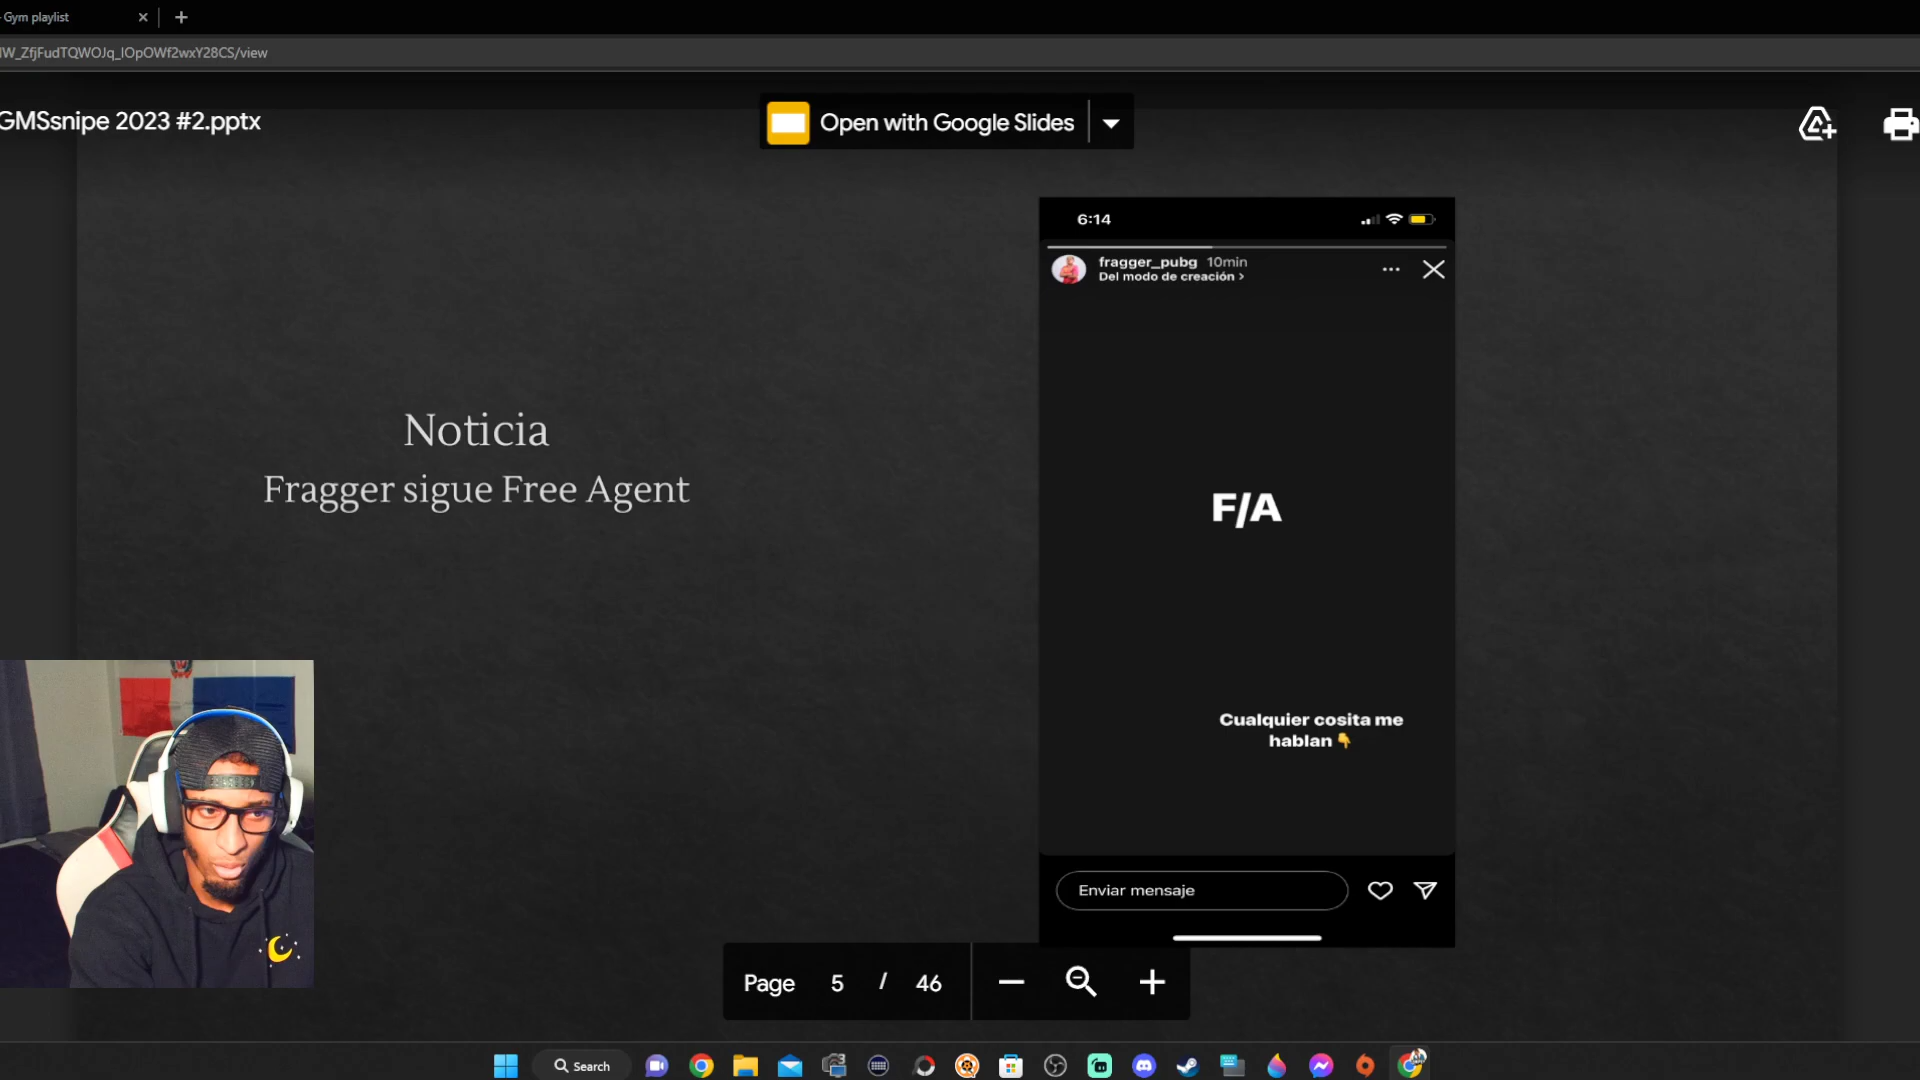 Gym playlist
W_ZfjFudTQWOJq_lOpOWf2wxY28CS/view
GMSsnipe 2023 #2.pptx
Open with Google Slides
6:14
fragger_pubg 10min
Del modo de creación >
Noticia
Fragger sigue Free Agent
F/A
Cualquier cosita me
hablan👇
Enviar mensaje
Page 5 / 46
Search